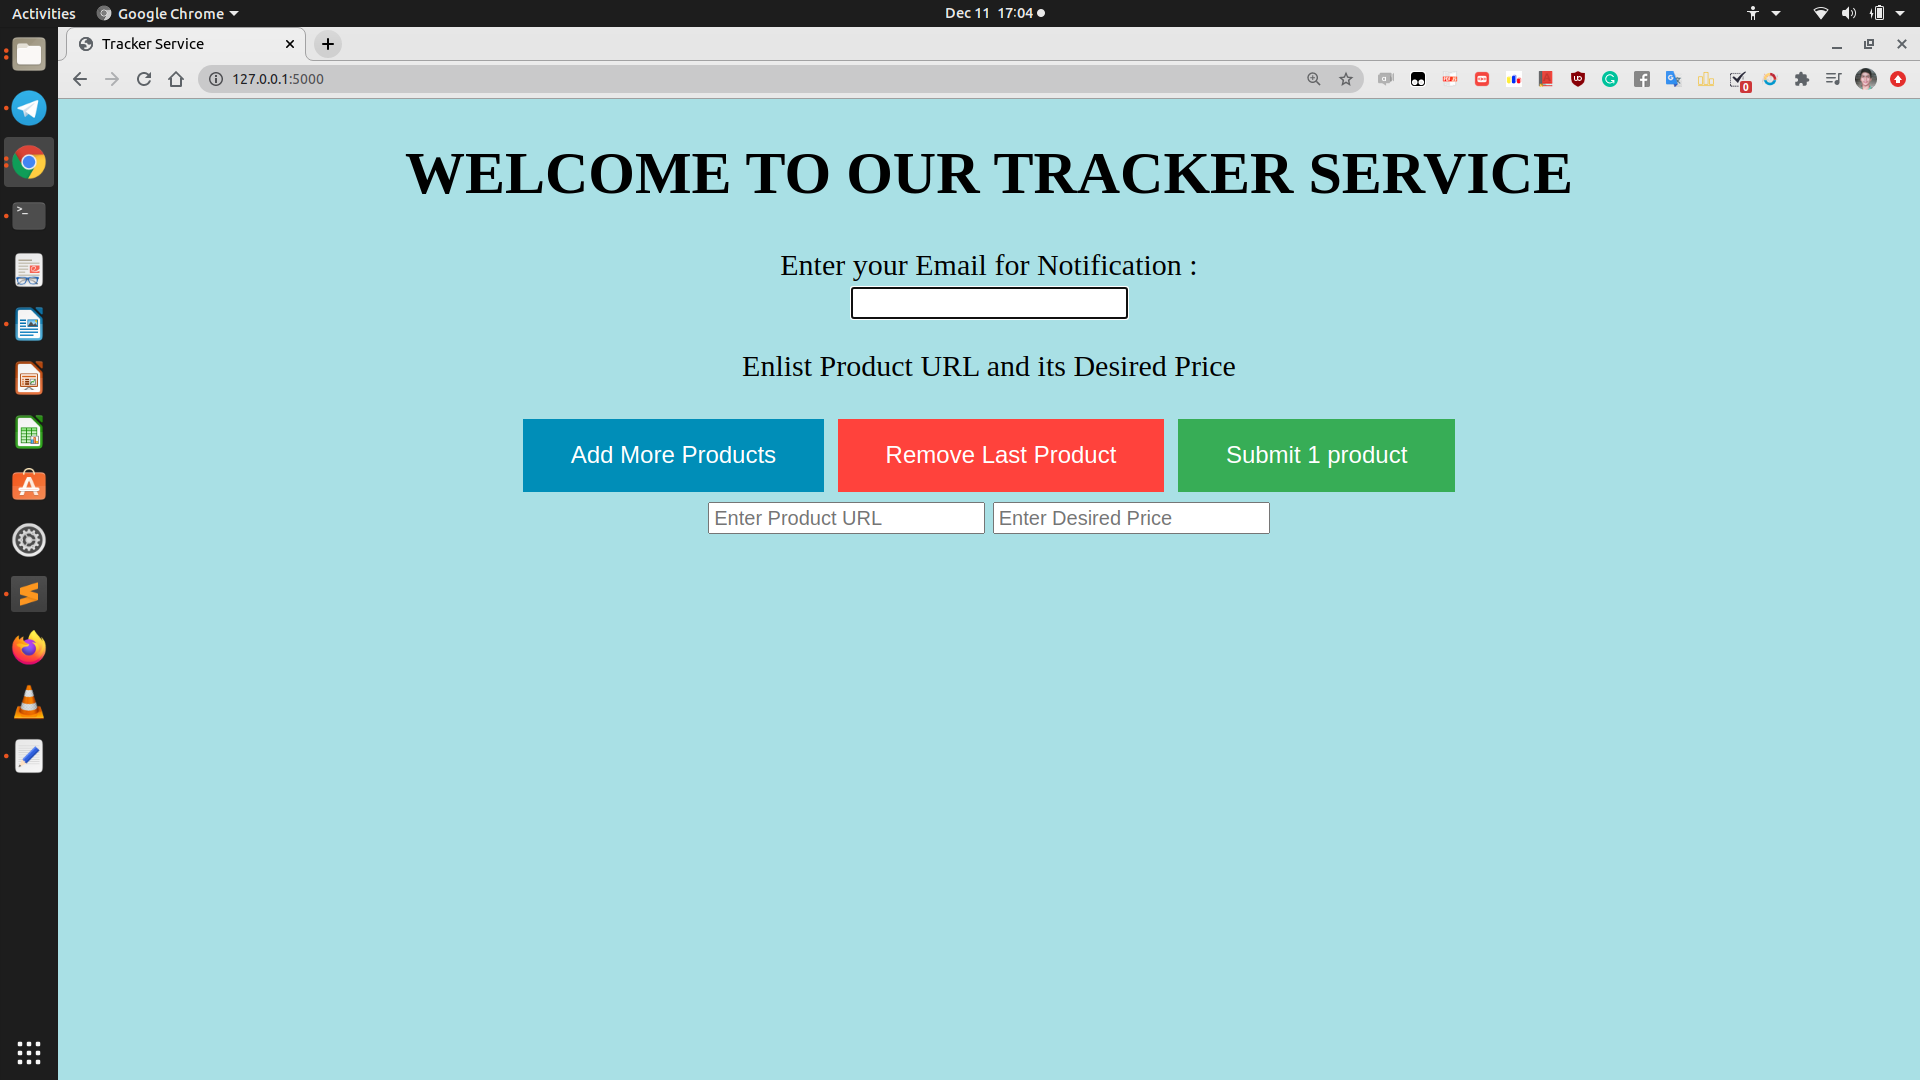 Activities
Google Chrome
Dec 11 17:04
Tracker Service
127.0.0.1:5000
0
WELCOME TO OUR TRACKER SERVICE
Enter your Email for Notification :
Enlist Product URL and its Desired Price
Add More Products
Remove Last Product
Submit 1 product
Enter Product URL
Enter Desired Price